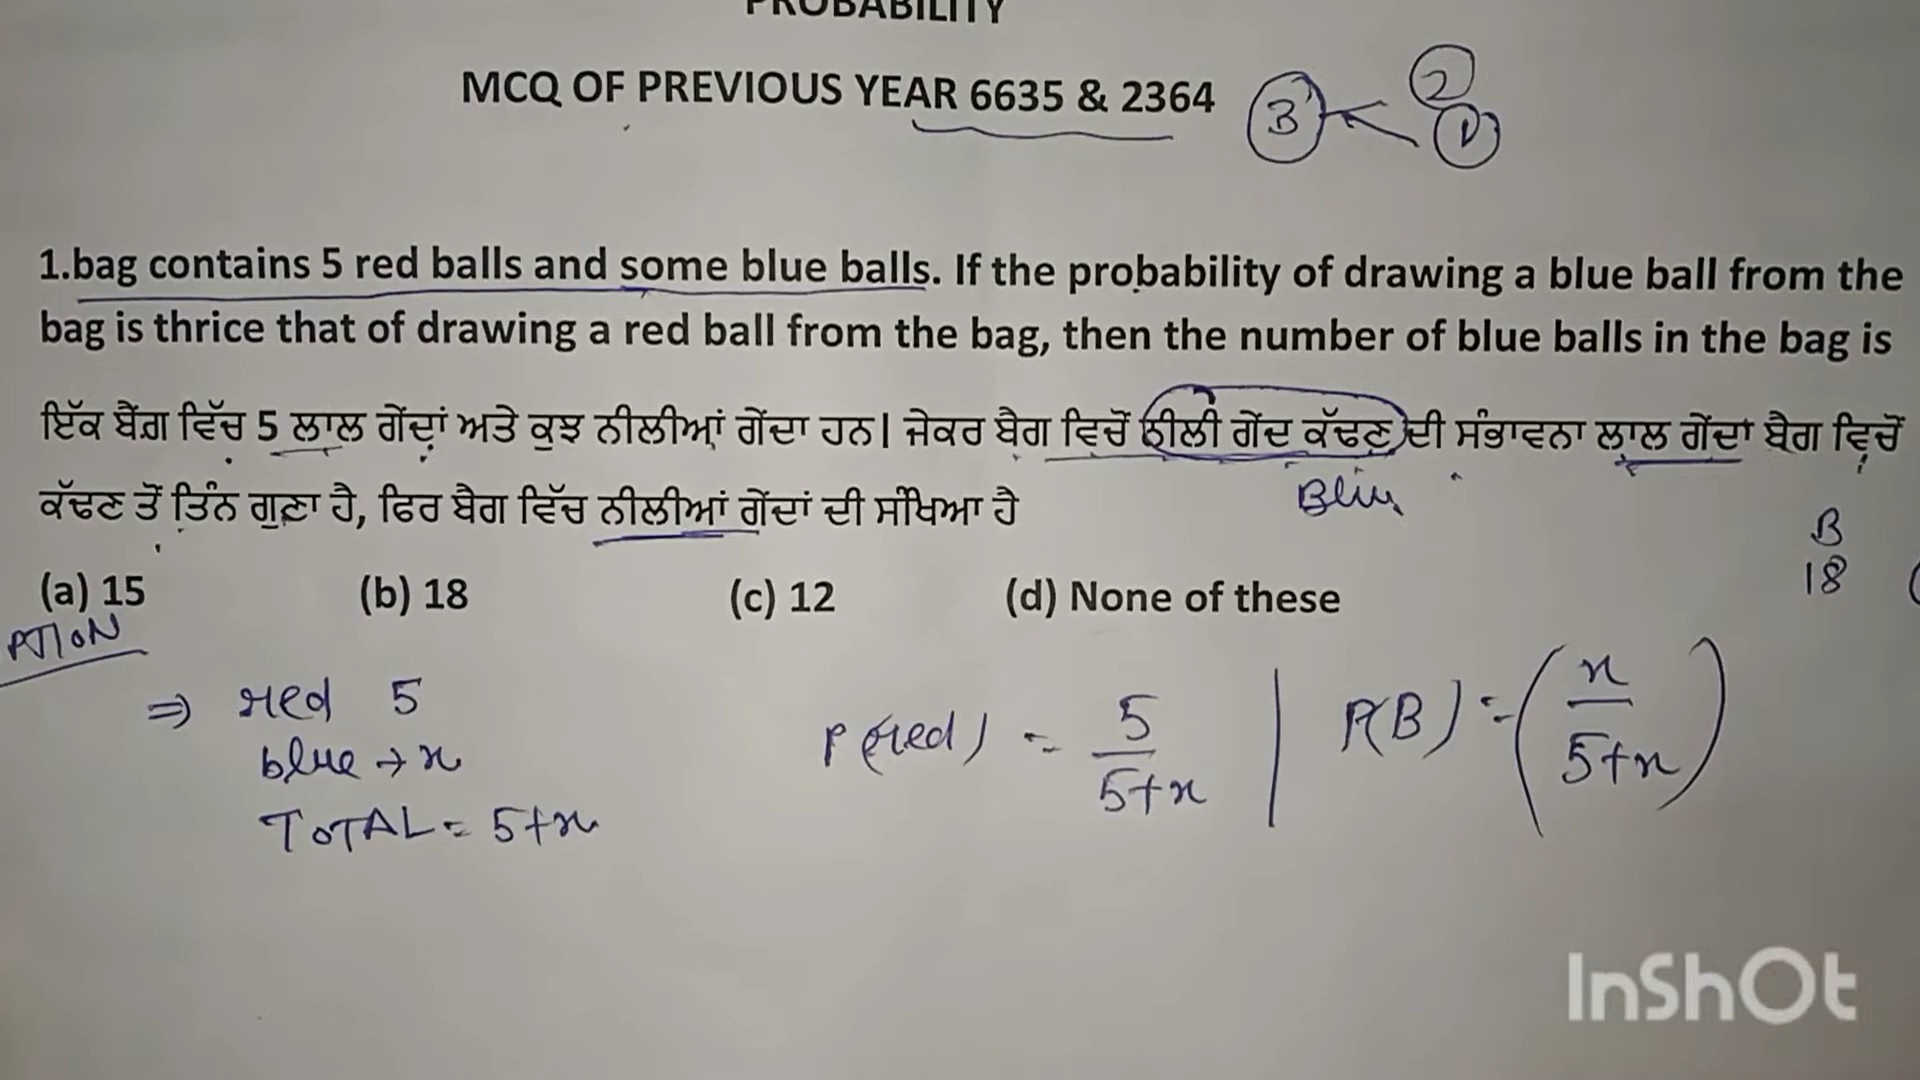 PROBABILITY
MCQ OF PREVIOUS YEAR 6635 & 2364
3 2
1
1.bag contains 5 red balls and some blue balls. If the probability of drawing a blue ball from the
bag is thrice that of drawing a red ball from the bag, then the number of blue balls in the bag is
ਇੱਕ ਬੈਂਗ ਵਿੱਚ 5 ਲਾਲ ਗੇਂਦਾਂ ਅਤੇ ਕੁਝ ਨੀਲੀਆਂ ਗੇਂਦਾ ਹਨ। ਜੇਕਰ ਬੈਗ ਵਿਚੋਂ ਨੀਲੀ ਗੇਂਦ ਕੱਢਣ ਦੀ ਸੰਭਾਵਨਾ ਲਾਲ ਗੇਂਦਾਂ ਬੈਗ ਵਿਚੋਂ
ਕੱਢਣ ਤੋਂ ਤਿੰਨ ਗੁਣਾ ਹੈ, ਫਿਰ ਬੈਗ ਵਿੱਚ ਨੀਲੀਆਂ ਗੇਂਦਾਂ ਦੀ ਸੰਖਿਆ ਹੈ
B
18
(a) 15 (b) 18 (c) 12 (d) None of these
ATION
⇒ red 5
blue → x
TOTAL = 5+x
P(red) = 5/5+x | P(B) = (x/5+x)
InShOt